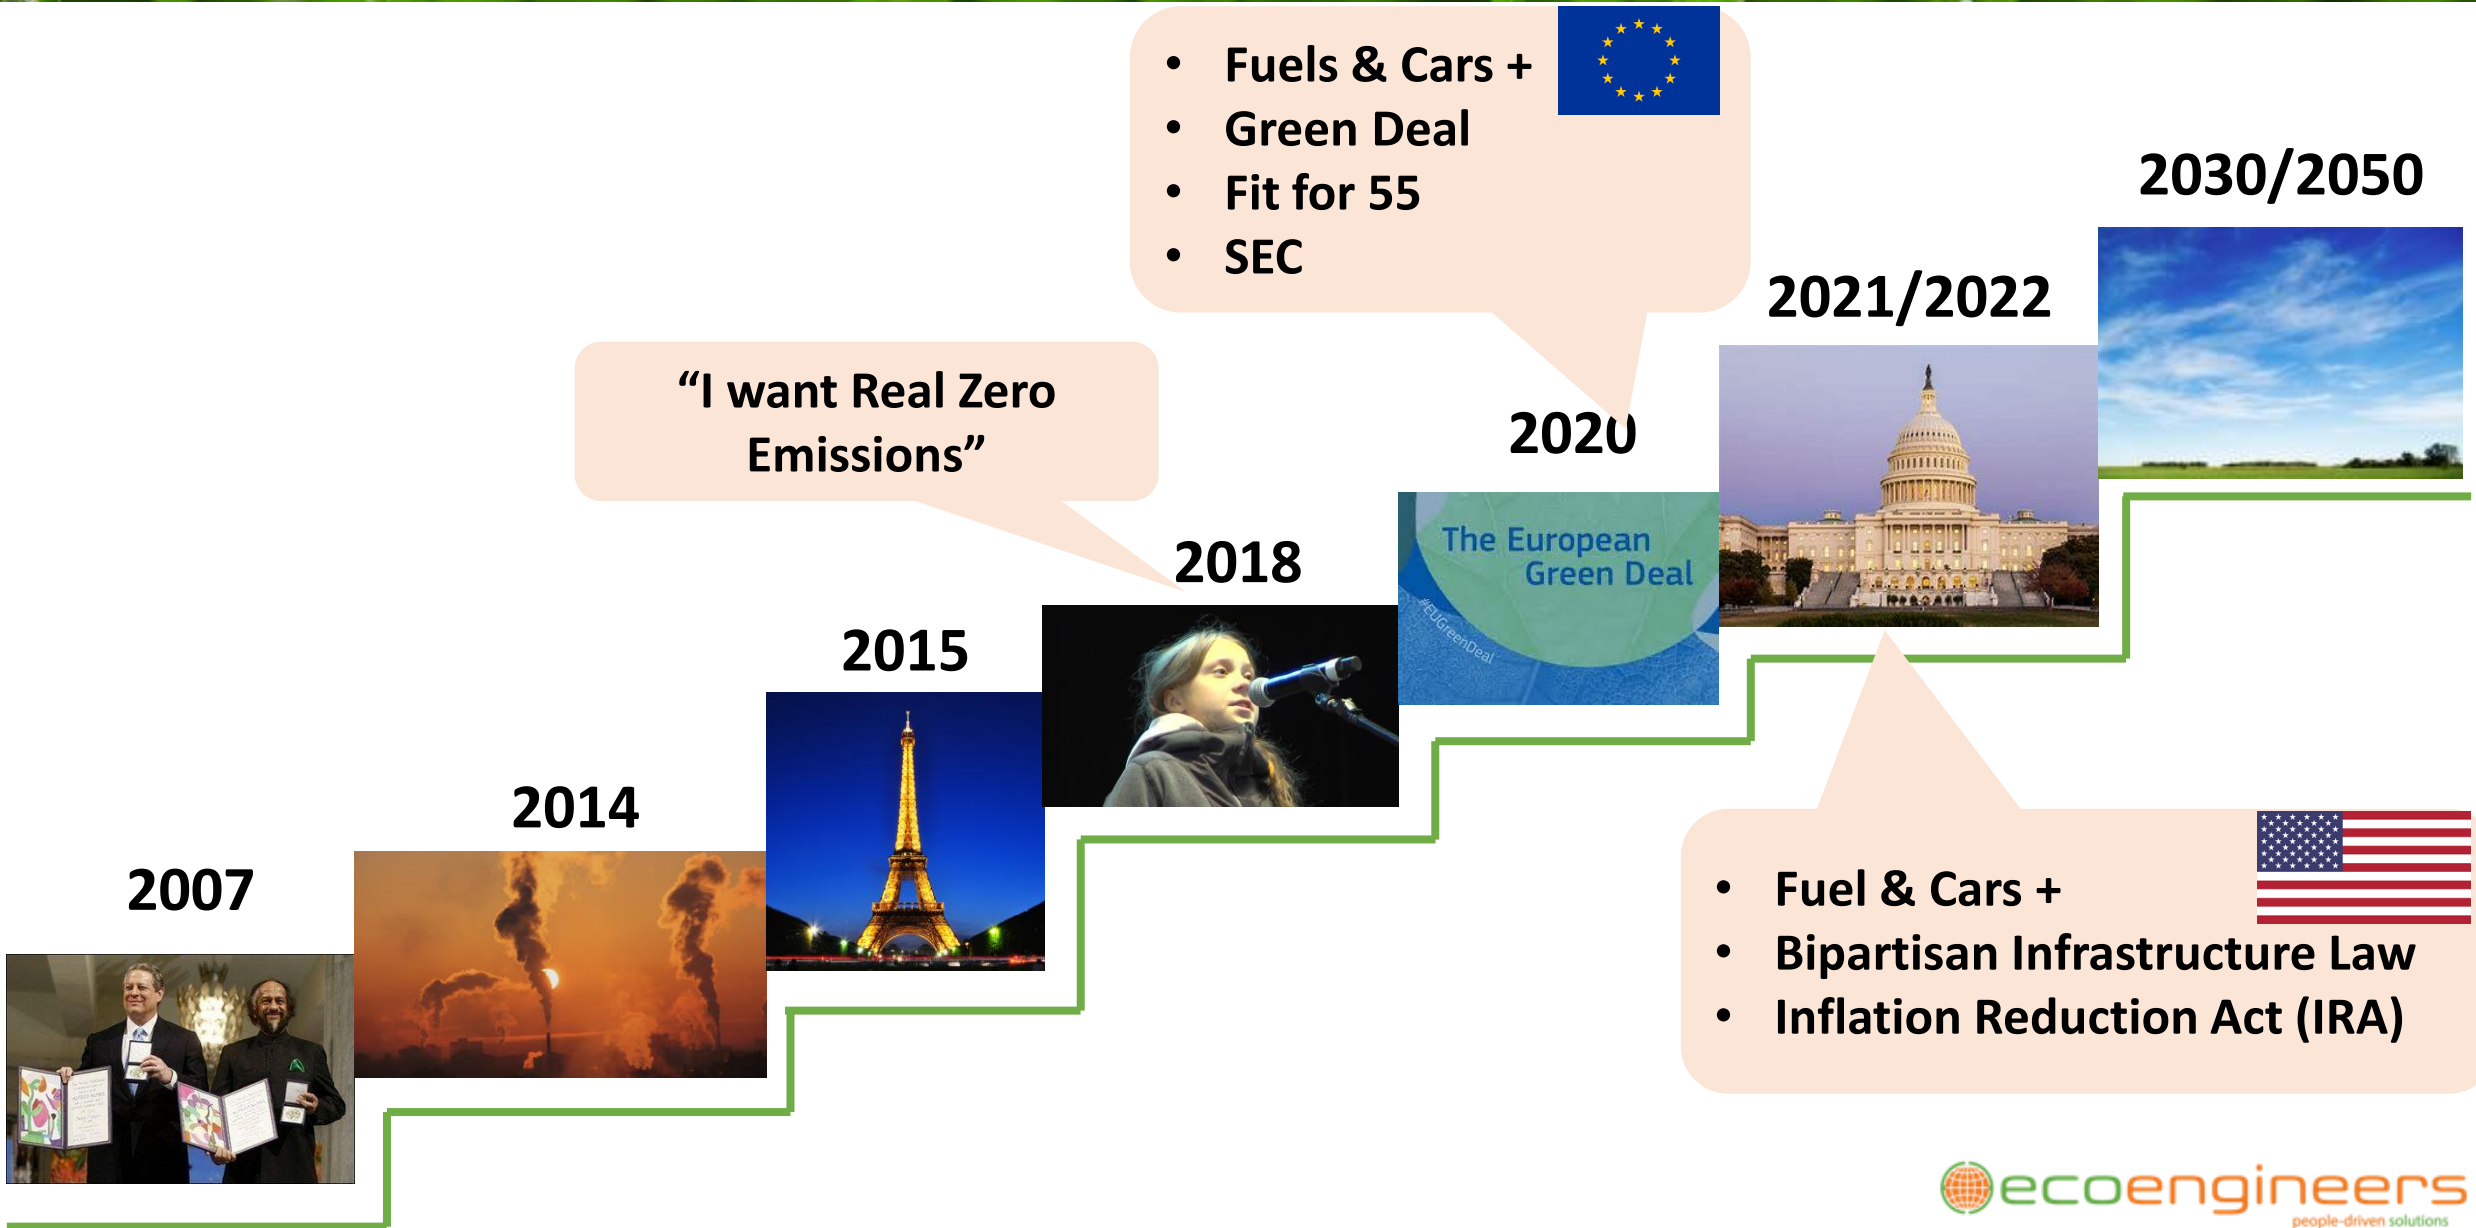 • Fuels & Cars +
• Green Deal
• Fit for 55
• SEC
2030/2050
2021/2022
“I want Real Zero
Emissions”
2020
The European
Green Deal
#EUGreenDeal
2018
2015
2014
2007
• Fuel & Cars +
• Bipartisan Infrastructure Law
• Inflation Reduction Act (IRA)
ecoengineers
people-driven solutions